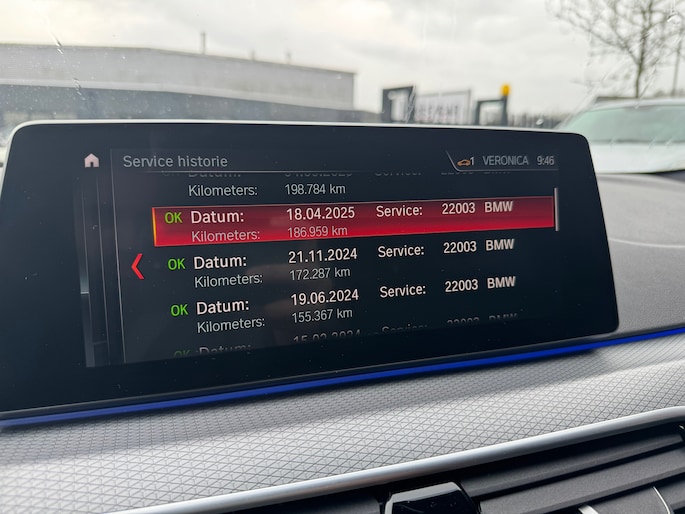 Service historie
1 VERONICA 9:46
Kilometers: 198.784 km
OK Datum: 18.04.2025 Service: 22003 BMW
Kilometers: 186.959 km
OK Datum: 21.11.2024 Service: 22003 BMW
Kilometers: 172.287 km
OK Datum: 19.06.2024 Service: 22003 BMW
Kilometers: 155.367 km